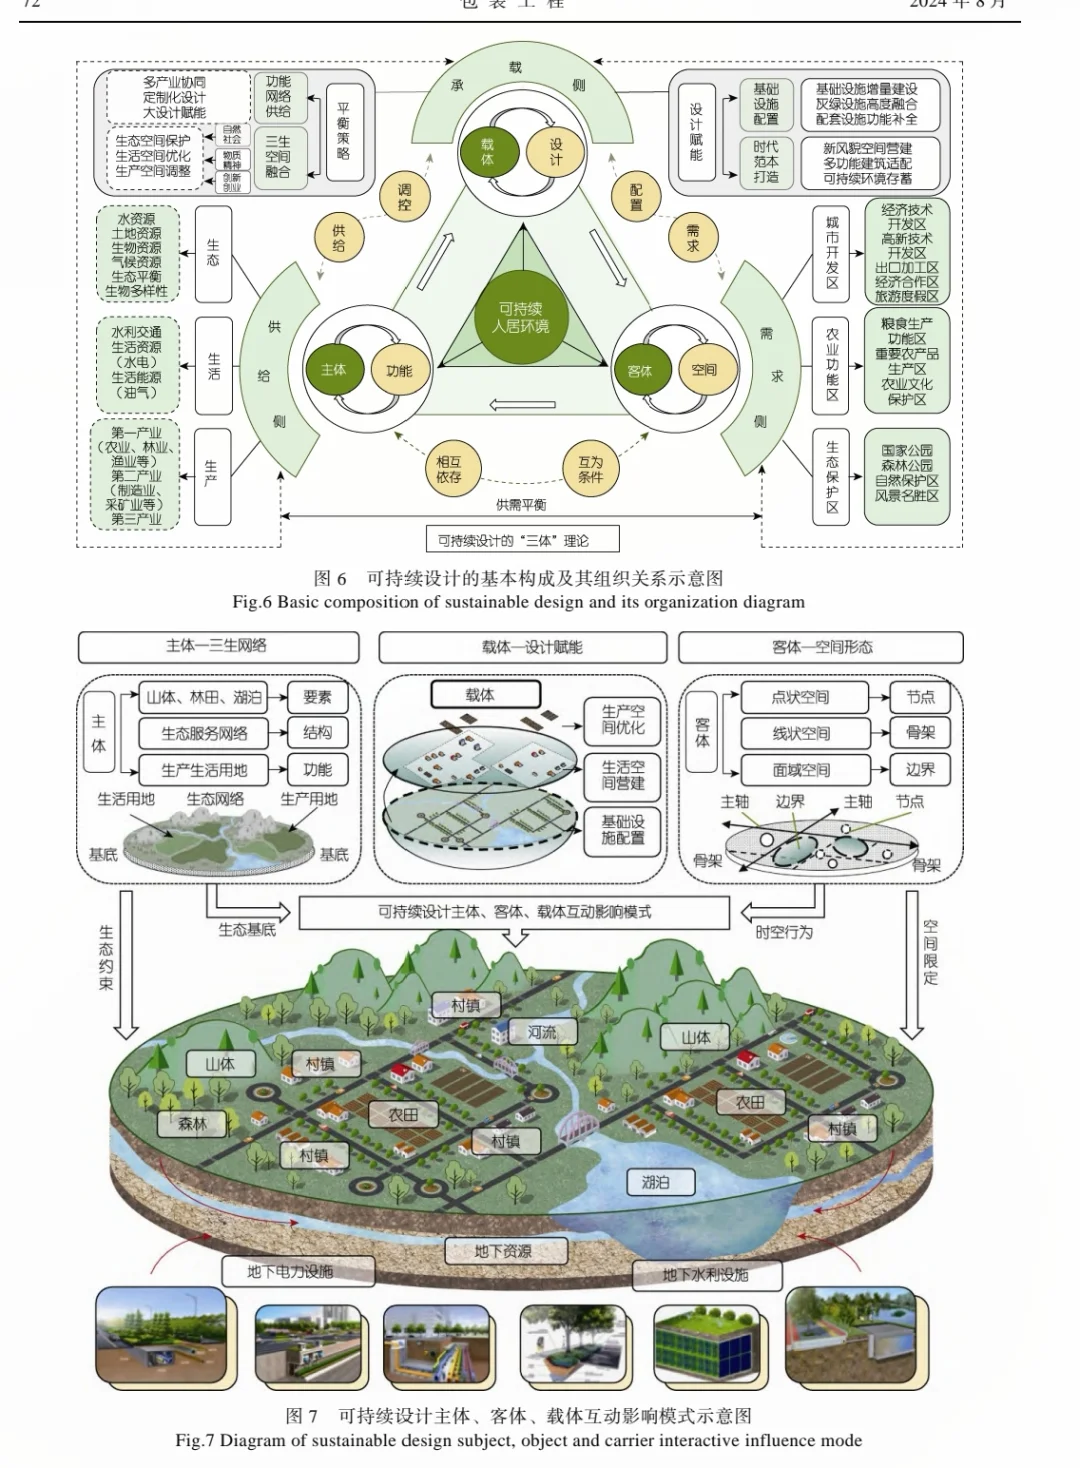 72
包 装 工 程
2024 年 8 月
承 载 侧
多产业协同
定制化设计
大设计赋能
功能
网络
供给
平衡策略
生态空间保护
生活空间优化
生产空间调整
自然
社会
物质
精神
创新
创业
三生
空间
融合
载体
设计
设计赋能
基础
设施
配置
基础设施增量建设
灰绿设施高度融合
配套设施功能补全
时代
范本
打造
新风貌空间营建
多功能建筑适配
可持续环境存蓄
调控
供给
配置
需求
水资源
土地资源
生物资源
气候资源
生态平衡
生物多样性
生态
水利交通
生活资源
（水电）
生活能源
（油气）
生活
第一产业
（农业、林业、
渔业等）
第二产业
（制造业、
采矿业等）
第三产业
生产
供给侧
主体
功能
可持续
人居环境
客体
空间
需求侧
城市开发区
经济技术
开发区
高新技术
开发区
出口加工区
经济合作区
旅游度假区
农业功能区
粮食生产
功能区
重要农产品
生产区
农业文化
保护区
生态保护区
国家公园
森林公园
自然保护区
风景名胜区
相互
依存
互为
条件
供需平衡
可持续设计的“三体”理论
图 6 可持续设计的基本构成及其组织关系示意图
Fig.6 Basic composition of sustainable design and its organization diagram
主体—三生网络
载体—设计赋能
客体—空间形态
主体
山体、林田、湖泊
要素
生态服务网络
结构
生产生活用地
功能
生活用地
生态网络
生产用地
基底
基底
载体
生产空
间优化
生活空
间营建
基础设
施配置
客体
点状空间
节点
线状空间
骨架
面域空间
边界
主轴
边界
主轴
节点
骨架
骨架
生态约束
生态基底
可持续设计主体、客体、载体互动影响模式
时空行为
空间限定
村镇
河流
山体
山体
村镇
农田
农田
森林
村镇
村镇
村镇
湖泊
地下资源
地下电力设施
地下水利设施
图 7 可持续设计主体、客体、载体互动影响模式示意图
Fig.7 Diagram of sustainable design subject, object and carrier interactive influence mode